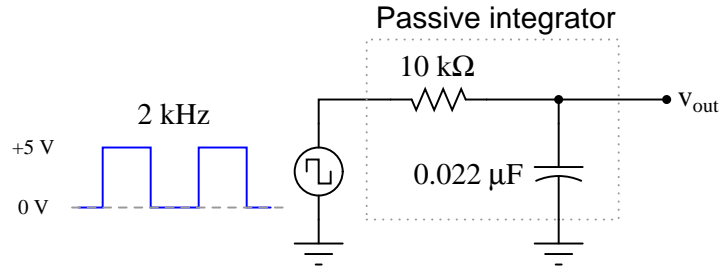 Passive integrator
10 kΩ
2 kHz
v_out
+5 V
0.022 μF
0 V